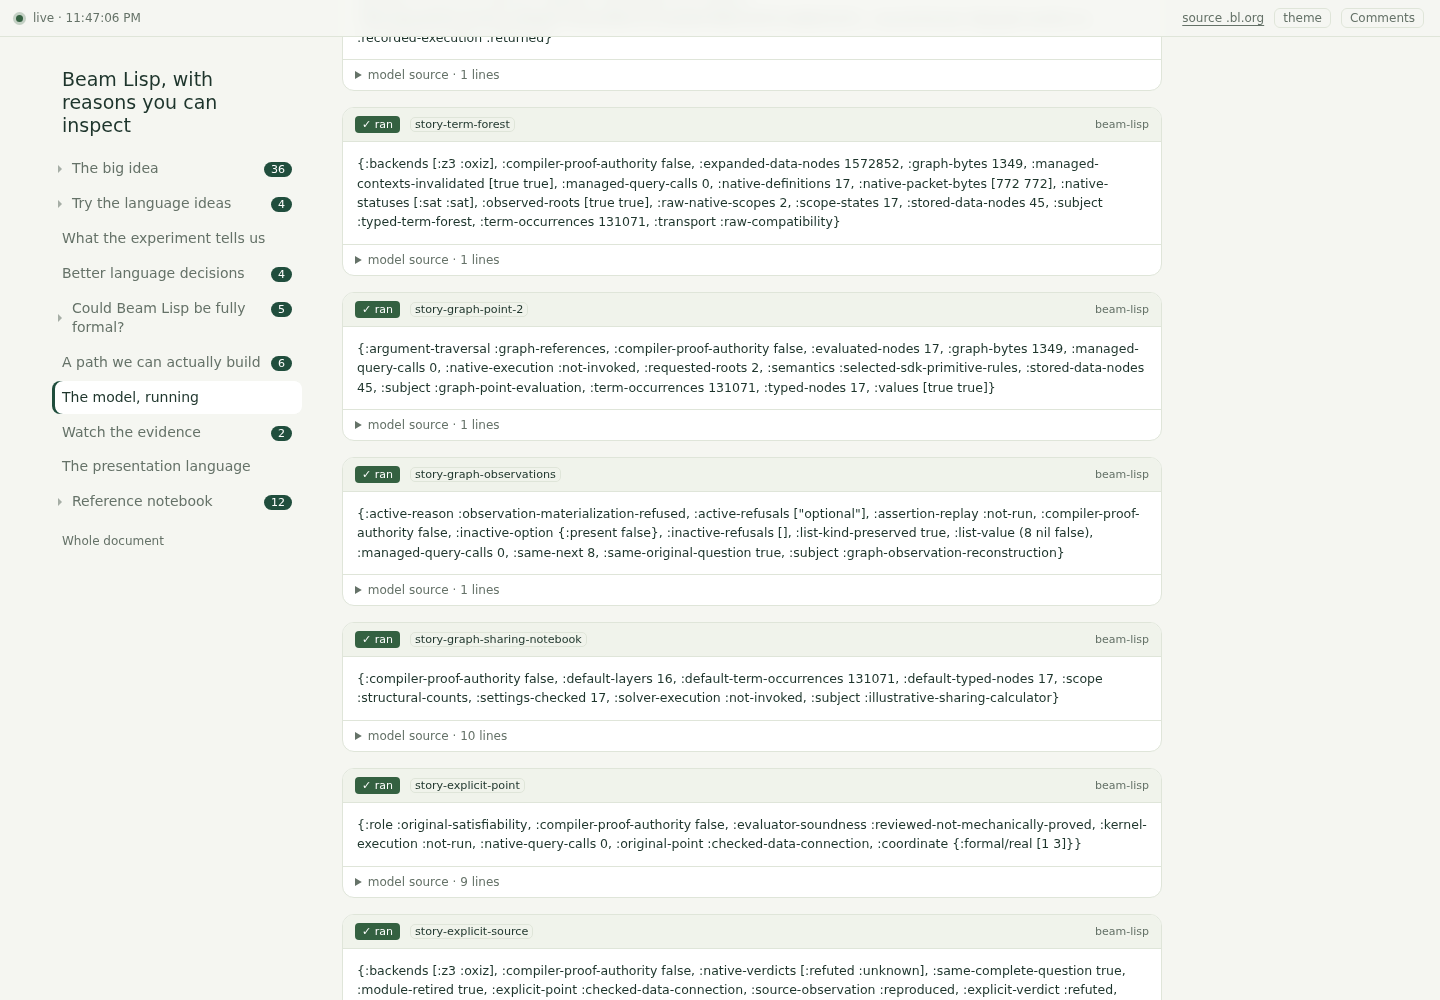 live · 11:47:06 PM
source .bl.org
theme
Comments
Beam Lisp, with
reasons you can
inspect
The big idea
36
Try the language ideas
4
What the experiment tells us
Better language decisions
4
Could Beam Lisp be fully
formal?
5
A path we can actually build
6
The model, running
Watch the evidence
2
The presentation language
Reference notebook
12
Whole document
:recorded-execution :returned}
model source · 1 lines
✓ ran
story-term-forest
beam-lisp
{:backends [:z3 :oxiz], :compiler-proof-authority false, :expanded-data-nodes 1572852, :graph-bytes 1349, :managed-
contexts-invalidated [true true], :managed-query-calls 0, :native-definitions 17, :native-packet-bytes [772 772], :native-
statuses [:sat :sat], :observed-roots [true true], :raw-native-scopes 2, :scope-states 17, :stored-data-nodes 45, :subject
:typed-term-forest, :term-occurrences 131071, :transport :raw-compatibility}
model source · 1 lines
✓ ran
story-graph-point-2
beam-lisp
{:argument-traversal :graph-references, :compiler-proof-authority false, :evaluated-nodes 17, :graph-bytes 1349, :managed-
query-calls 0, :native-execution :not-invoked, :requested-roots 2, :semantics :selected-sdk-primitive-rules, :stored-data-nodes
45, :subject :graph-point-evaluation, :term-occurrences 131071, :typed-nodes 17, :values [true true]}
model source · 1 lines
✓ ran
story-graph-observations
beam-lisp
{:active-reason :observation-materialization-refused, :active-refusals ["optional"], :assertion-replay :not-run, :compiler-proof-
authority false, :inactive-option {:present false}, :inactive-refusals [], :list-kind-preserved true, :list-value (8 nil false),
:managed-query-calls 0, :same-next 8, :same-original-question true, :subject :graph-observation-reconstruction}
model source · 1 lines
✓ ran
story-graph-sharing-notebook
beam-lisp
{:compiler-proof-authority false, :default-layers 16, :default-term-occurrences 131071, :default-typed-nodes 17, :scope
:structural-counts, :settings-checked 17, :solver-execution :not-invoked, :subject :illustrative-sharing-calculator}
model source · 10 lines
✓ ran
story-explicit-point
beam-lisp
{:role :original-satisfiability, :compiler-proof-authority false, :evaluator-soundness :reviewed-not-mechanically-proved, :kernel-
execution :not-run, :native-query-calls 0, :original-point :checked-data-connection, :coordinate {:formal/real [1 3]}}
model source · 9 lines
✓ ran
story-explicit-source
beam-lisp
{:backends [:z3 :oxiz], :compiler-proof-authority false, :native-verdicts [:refuted :unknown], :same-complete-question true,
:module-retired true, :explicit-point :checked-data-connection, :source-observation :reproduced, :explicit-verdict :refuted,